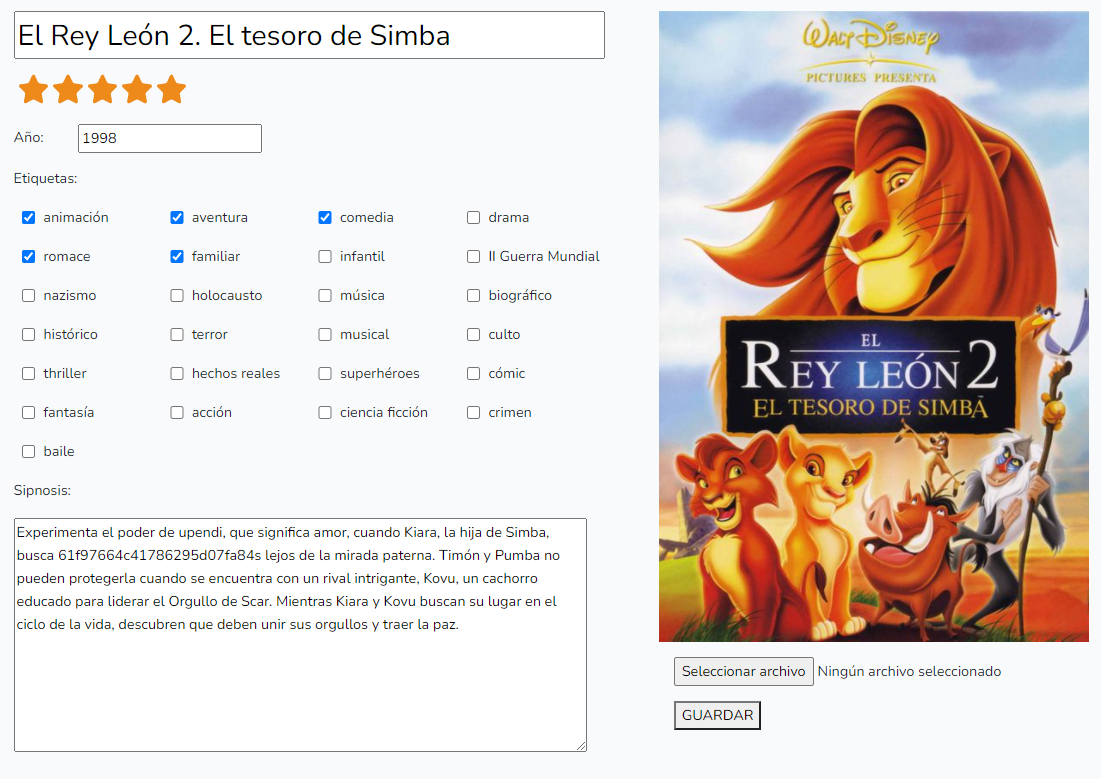 El Rey León 2. El tesoro de Simba
Año: 1998
Etiquetas:
animación aventura comedia drama
romace familiar infantil II Guerra Mundial
nazismo holocausto música biográfico
histórico terror musical culto
thriller hechos reales superhéroes cómic
fantasía acción ciencia ficción crimen
baile
Sipnosis:
Experimenta el poder de upendi, que significa amor, cuando Kiara, la hija de Simba,
busca 61f97664c41786295d07fa84s lejos de la mirada paterna. Timón y Pumba no
pueden protegerla cuando se encuentra con un rival intrigante, Kovu, un cachorro
educado para liderar el Orgullo de Scar. Mientras Kiara y Kovu buscan su lugar en el
ciclo de la vida, descubren que deben unir sus orgullos y traer la paz.
WALT DISNEY
PICTURES PRESENTA
EL
REY LEÓN 2
EL TESORO DE SIMBA
Seleccionar archivo Ningún archivo seleccionado
GUARDAR